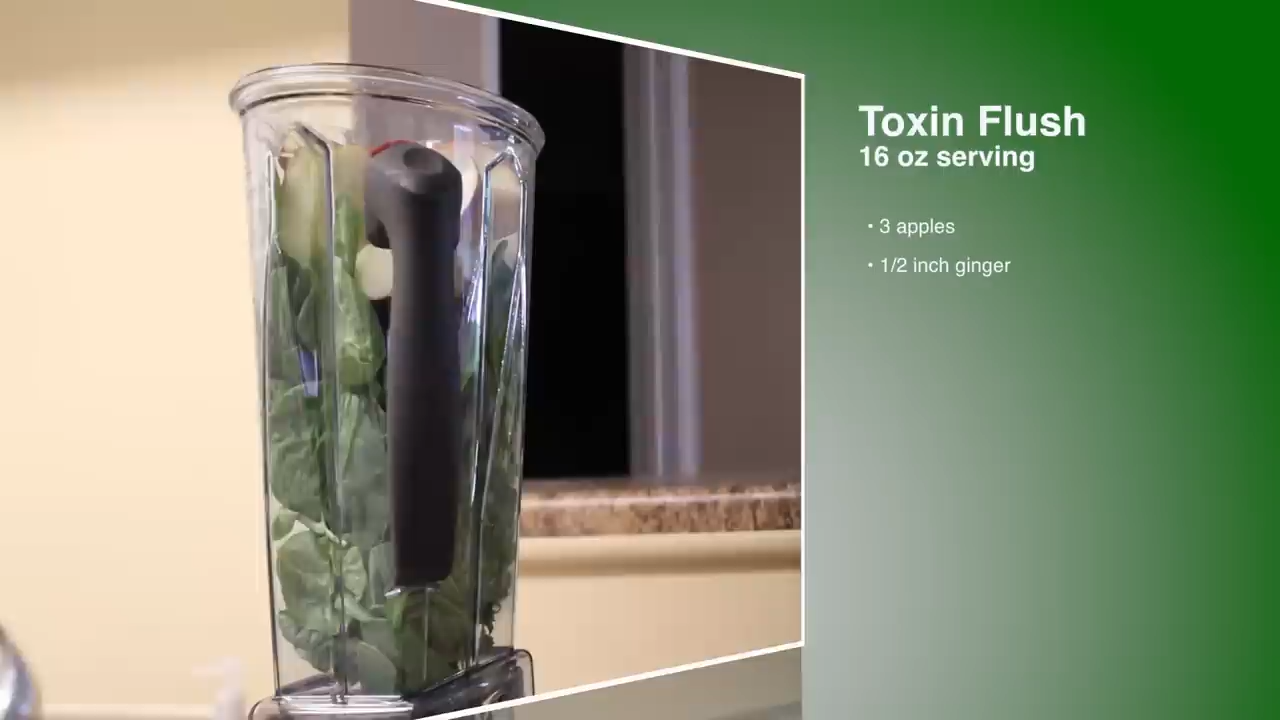 Toxin Flush
16 oz serving
• 3 apples
• 1/2 inch ginger